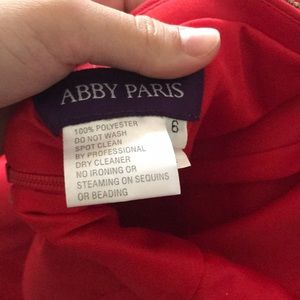 ABBY PARIS
6
100% POLYESTER
DO NOT WASH
SPOT CLEAN
BY PROFESSIONAL
DRY CLEANER
NO IRONING OR
STEAMING ON SEQUINS
OR BEADING